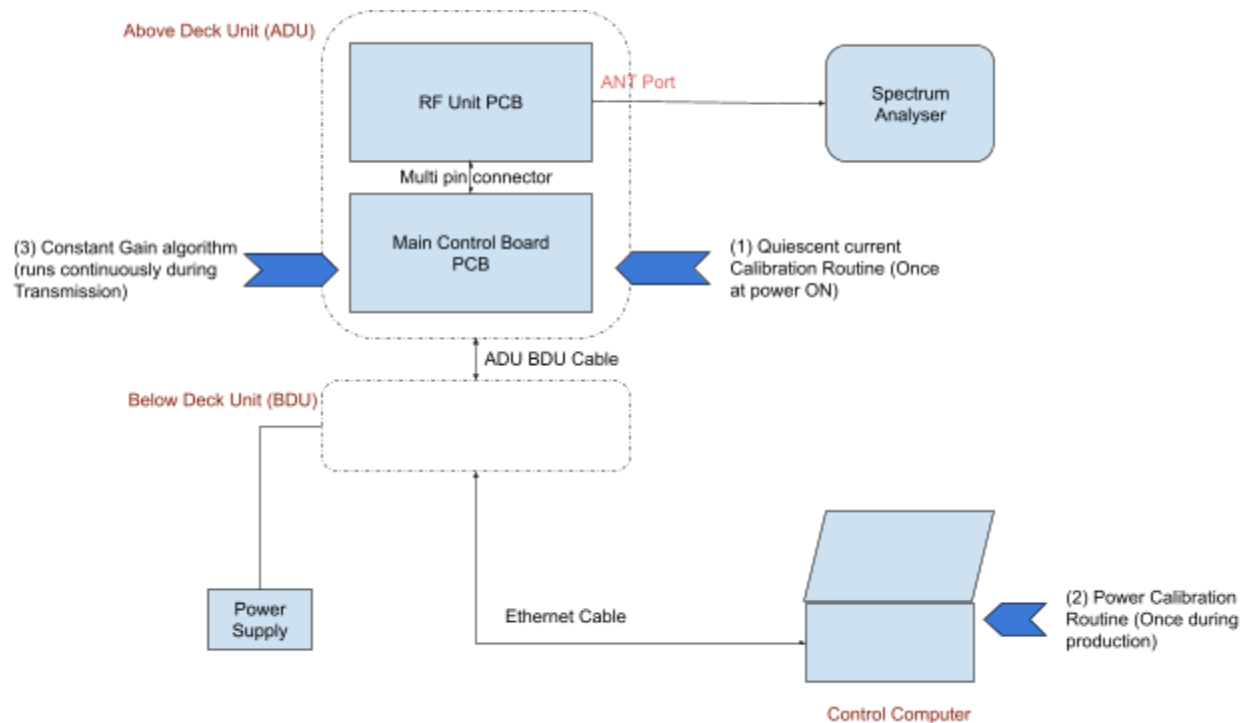 Above Deck Unit (ADU)
RF Unit PCB
ANT Port
Spectrum
Analyser
Multi pin connector
Main Control Board
PCB
(3) Constant Gain algorithm
(runs continuously during
Transmission)
(1) Quiescent current
Calibration Routine (Once
at power ON)
ADU BDU Cable
Below Deck Unit (BDU)
Power
Supply
Ethernet Cable
(2) Power Calibration
Routine (Once during
production)
Control Computer